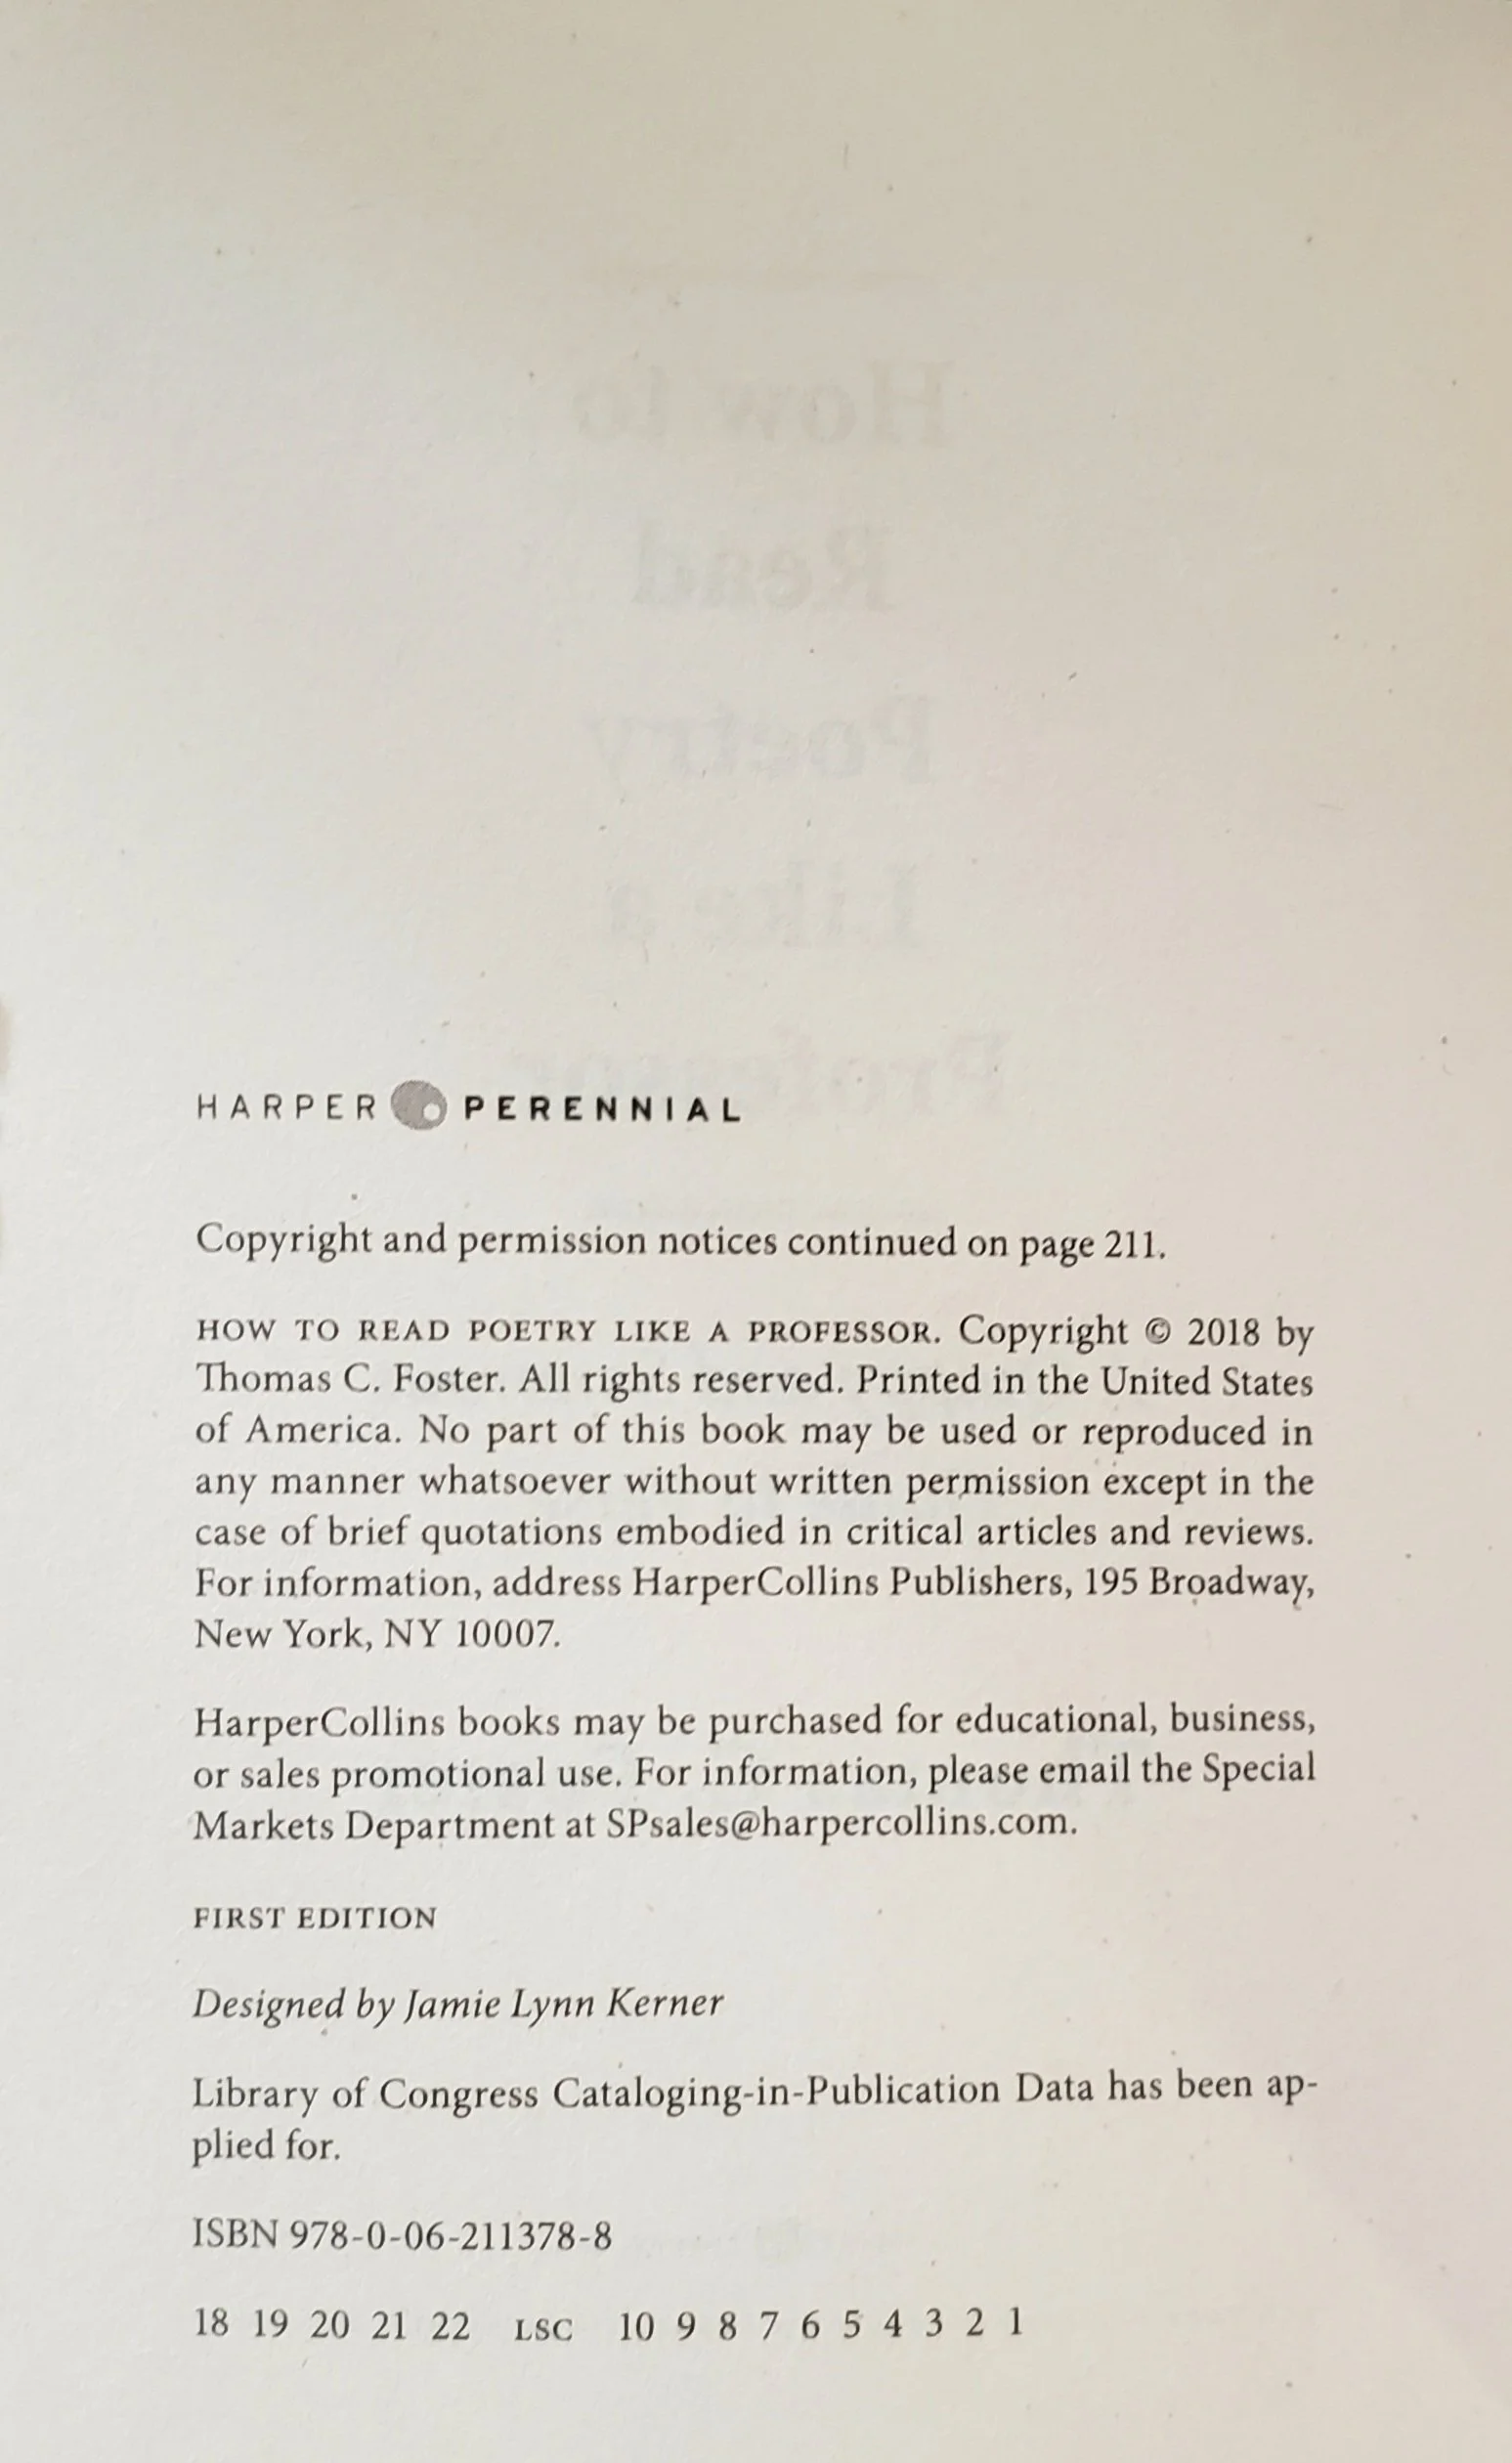 HARPER PERENNIAL
Copyright and permission notices continued on page 211.
HOW TO READ POETRY LIKE A PROFESSOR. Copyright © 2018 by
Thomas C. Foster. All rights reserved. Printed in the United States
of America. No part of this book may be used or reproduced in
any manner whatsoever without written permission except in the
case of brief quotations embodied in critical articles and reviews.
For information, address HarperCollins Publishers, 195 Broadway,
New York, NY 10007.
HarperCollins books may be purchased for educational, business,
or sales promotional use. For information, please email the Special
Markets Department at SPsales@harpercollins.com.
FIRST EDITION
Designed by Jamie Lynn Kerner
Library of Congress Cataloging-in-Publication Data has been ap-
plied for.
ISBN 978-0-06-211378-8
18 19 20 21 22 LSC 10 9 8 7 6 5 4 3 2 1